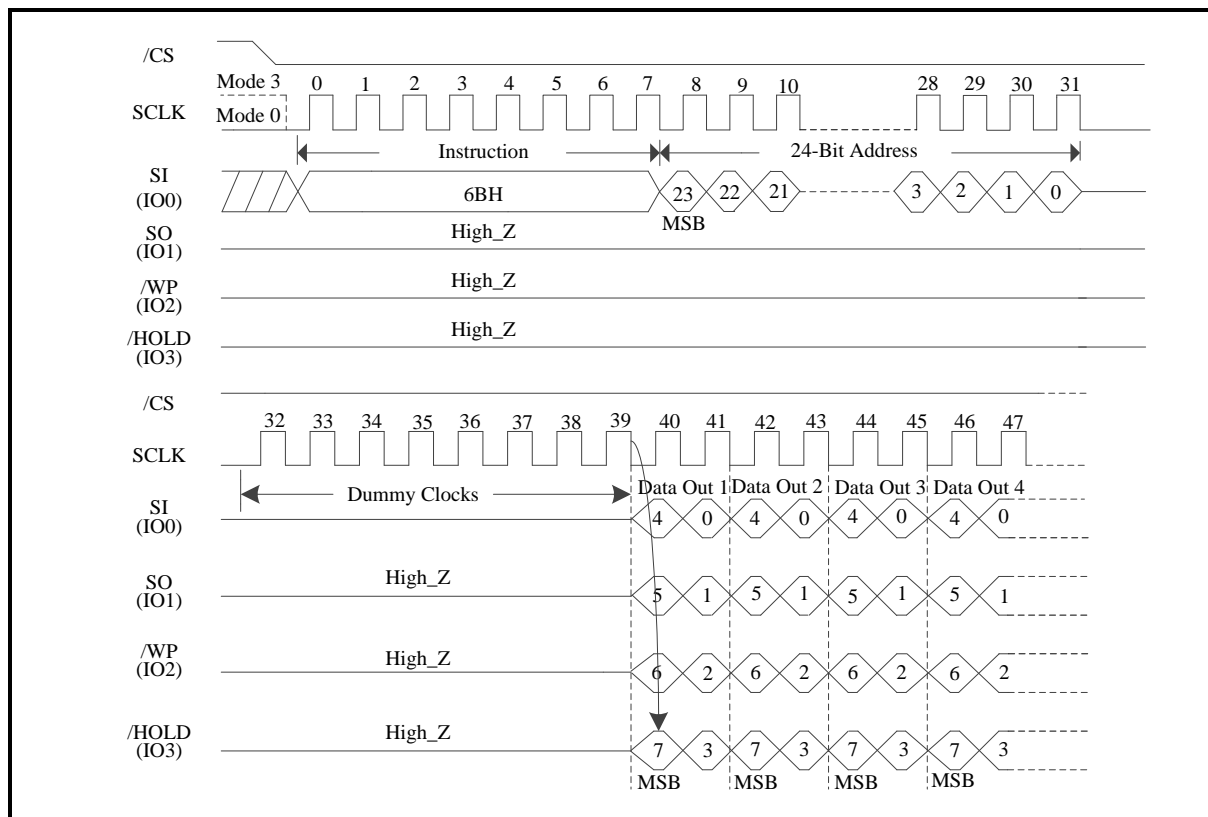 /CS
Mode 3
0 1 2 3 4 5 6 7 8 9 10 28 29 30 31
SCLK
Mode 0
Instruction 24-Bit Address
SI
(IO0)
6BH 23 22 21 3 2 1 0
MSB
SO
(IO1)
High_Z
/WP
(IO2)
High_Z
/HOLD
(IO3)
High_Z
/CS
32 33 34 35 36 37 38 39 40 41 42 43 44 45 46 47
SCLK
Dummy Clocks
Data Out 1 Data Out 2 Data Out 3 Data Out 4
SI
(IO0)
4 0 4 0 4 0 4 0
SO
(IO1)
High_Z
5 1 5 1 5 1 5 1
/WP
(IO2)
High_Z
6 2 6 2 6 2 6 2
/HOLD
(IO3)
High_Z
7 3 7 3 7 3 7 3
MSB MSB MSB MSB